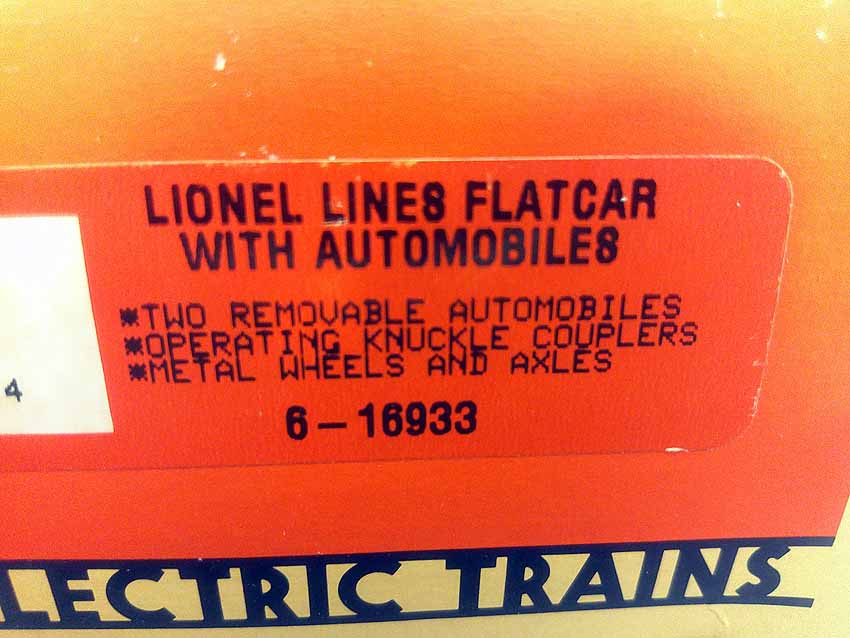 LIONEL LINES FLATCAR
WITH AUTOMOBILES
*TWO REMOVABLE AUTOMOBILES
*OPERATING KNUCKLE COUPLERS
*METAL WHEELS AND AXLES
6-16933
4
LECTRIC TRAINS